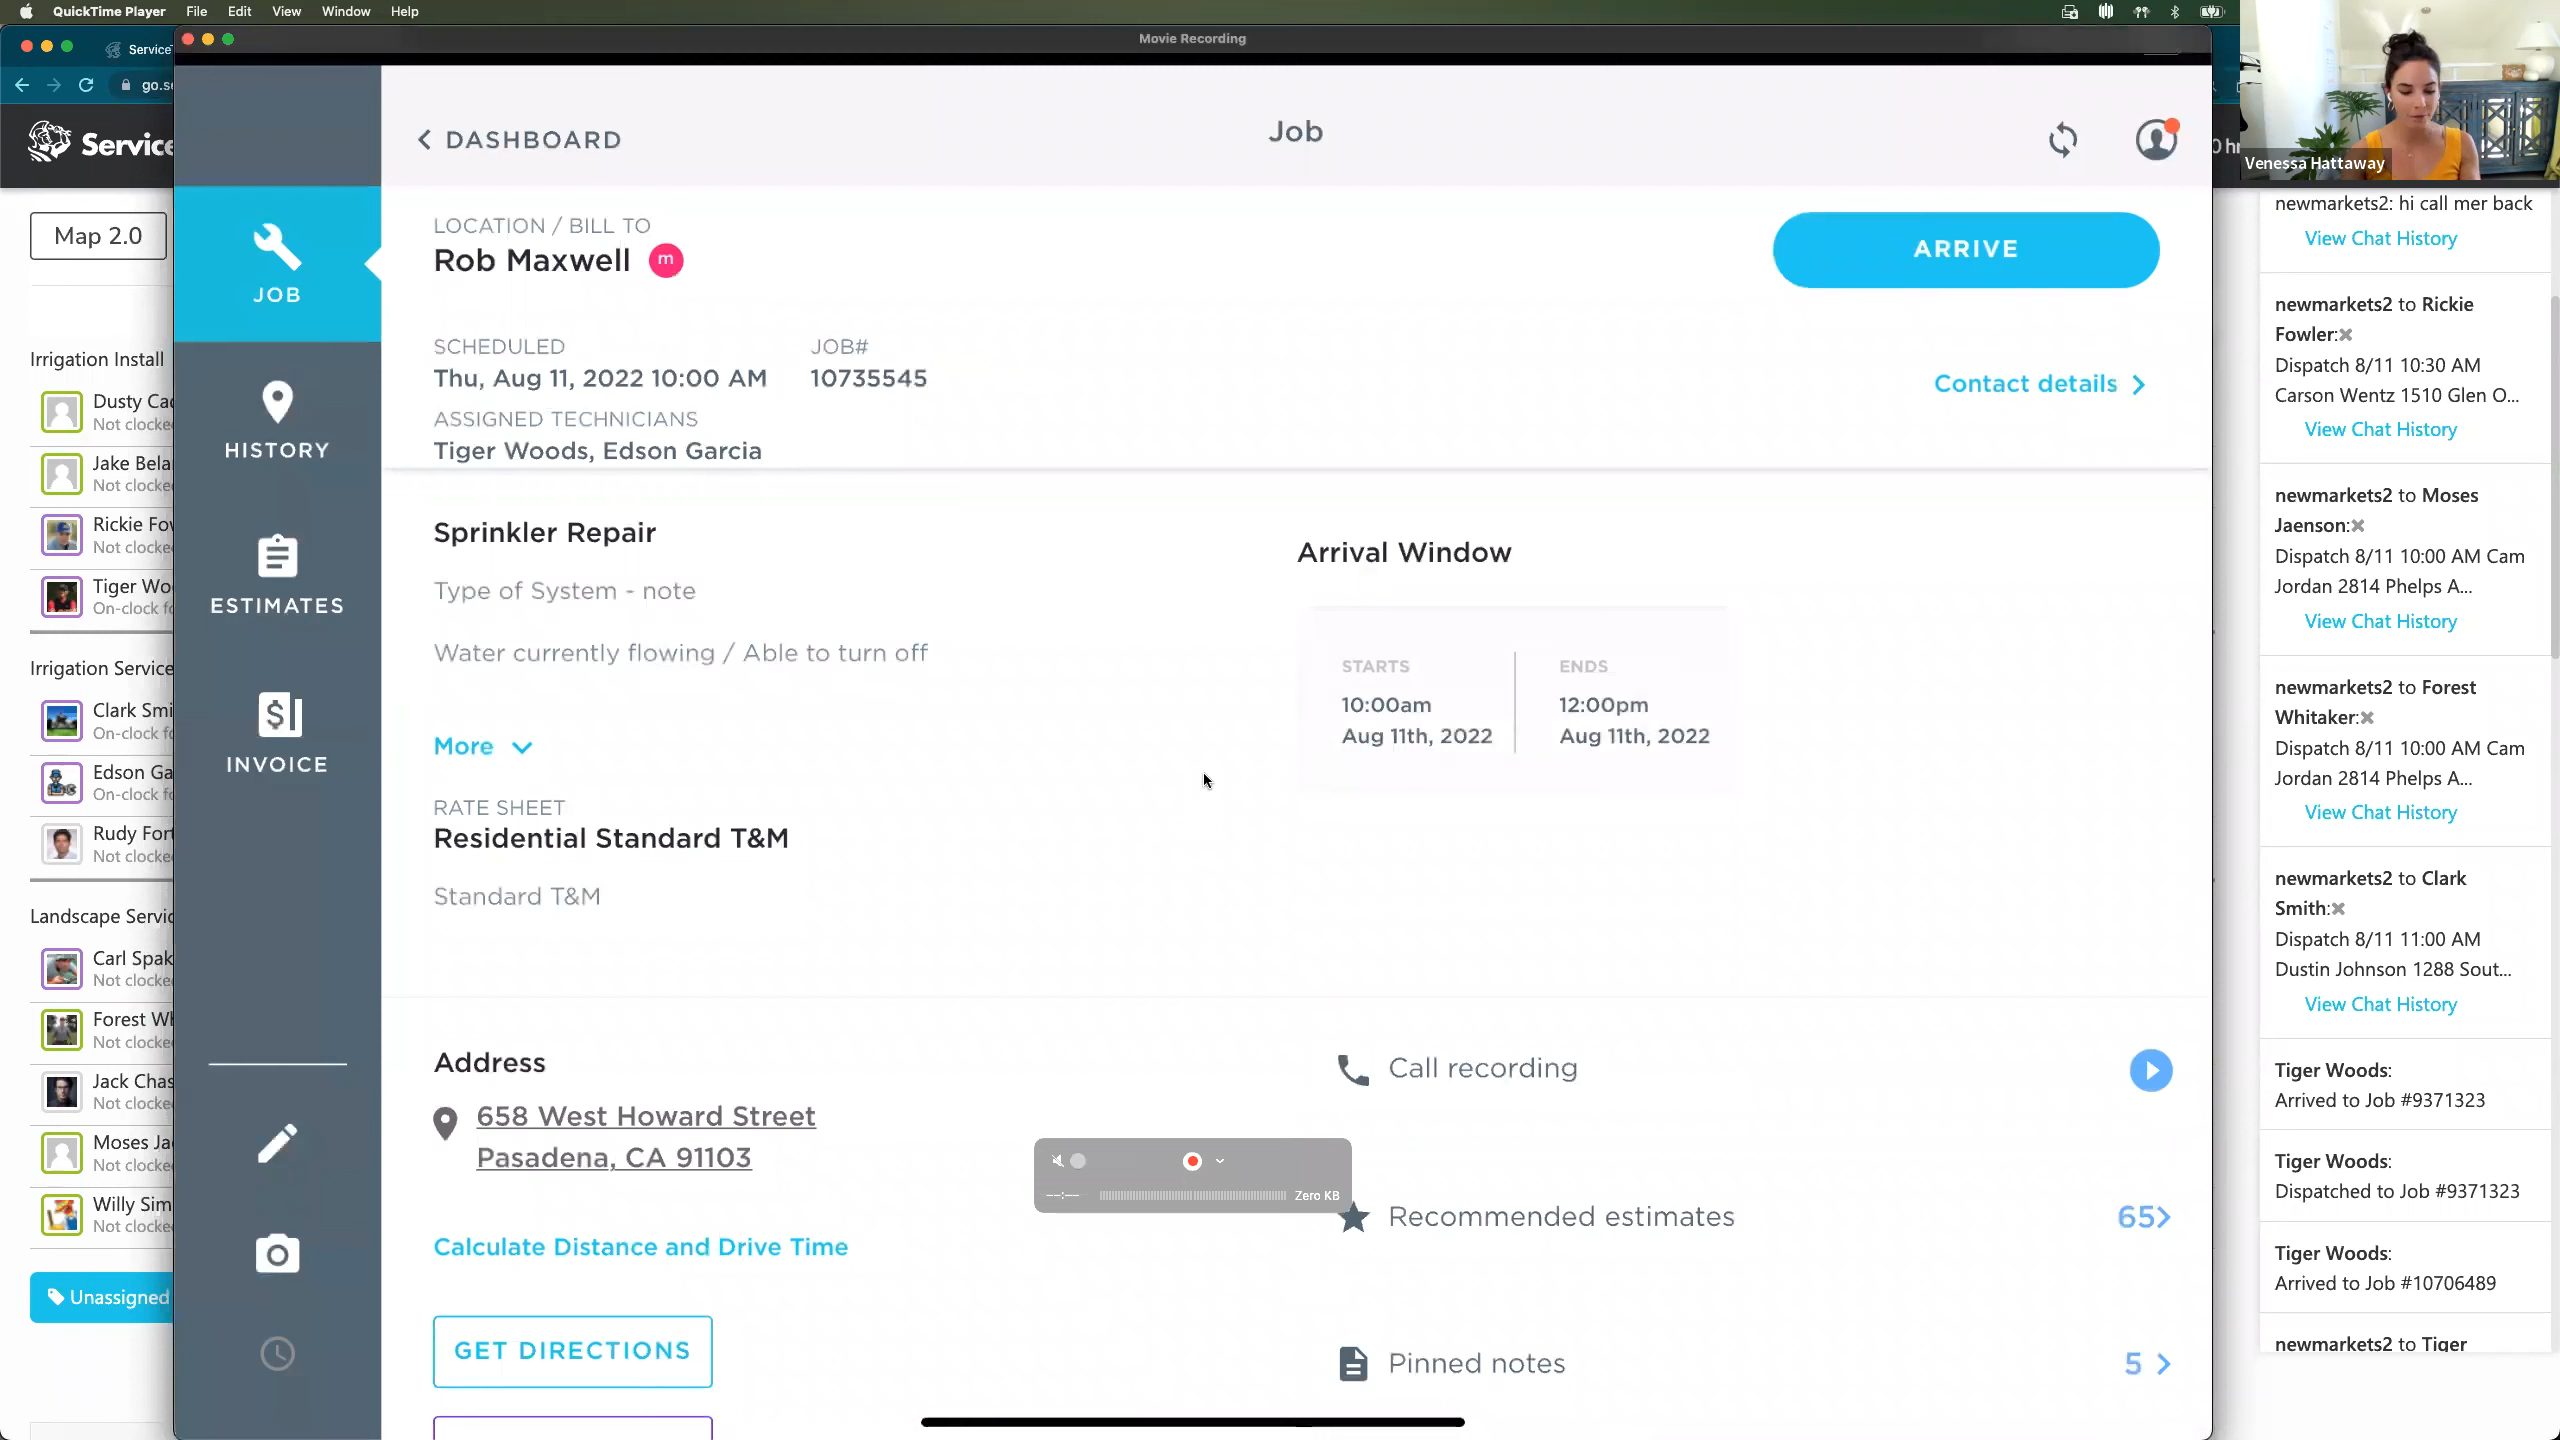 QuickTime Player File Edit View Window Help
Movie Recording
Service
go.se
Service
Map 2.0
Irrigation Install
Dusty Cac
Not clocke
Jake Bela
Not clocke
Rickie Fov
Not clocke
Tiger Wo
On-clock fo
Irrigation Service
Clark Smi
On-clock fo
Edson Ga
On-clock fo
Rudy Fort
Not clocke
Landscape Servic
Carl Spak
Not clocke
Forest Wh
Not clocke
Jack Chas
Not clocke
Moses Ja
Not clocke
Willy Sim
Not clocke
Unassigned
JOB
HISTORY
ESTIMATES
INVOICE
DASHBOARD
Job
LOCATION / BILL TO
Rob Maxwell m
ARRIVE
SCHEDULED JOB#
Thu, Aug 11, 2022 10:00 AM 10735545
Contact details
ASSIGNED TECHNICIANS
Tiger Woods, Edson Garcia
Sprinkler Repair
Type of System - note
Water currently flowing / Able to turn off
More
RATE SHEET
Residential Standard T&M
Standard T&M
Arrival Window
STARTS ENDS
10:00am 12:00pm
Aug 11th, 2022 Aug 11th, 2022
Address
658 West Howard Street
Pasadena, CA 91103
Calculate Distance and Drive Time
GET DIRECTIONS
Call recording
Recommended estimates 65
Pinned notes 5
--:-- Zero KB
0 hr
Venessa Hattaway
newmarkets2: hi call mer back
View Chat History
newmarkets2 to Rickie
Fowler:
Dispatch 8/11 10:30 AM
Carson Wentz 1510 Glen O...
View Chat History
newmarkets2 to Moses
Jaenson:
Dispatch 8/11 10:00 AM Cam
Jordan 2814 Phelps A...
View Chat History
newmarkets2 to Forest
Whitaker:
Dispatch 8/11 10:00 AM Cam
Jordan 2814 Phelps A...
View Chat History
newmarkets2 to Clark
Smith:
Dispatch 8/11 11:00 AM
Dustin Johnson 1288 Sout...
View Chat History
Tiger Woods:
Arrived to Job #9371323
Tiger Woods:
Dispatched to Job #9371323
Tiger Woods:
Arrived to Job #10706489
newmarkets2 to Tiger